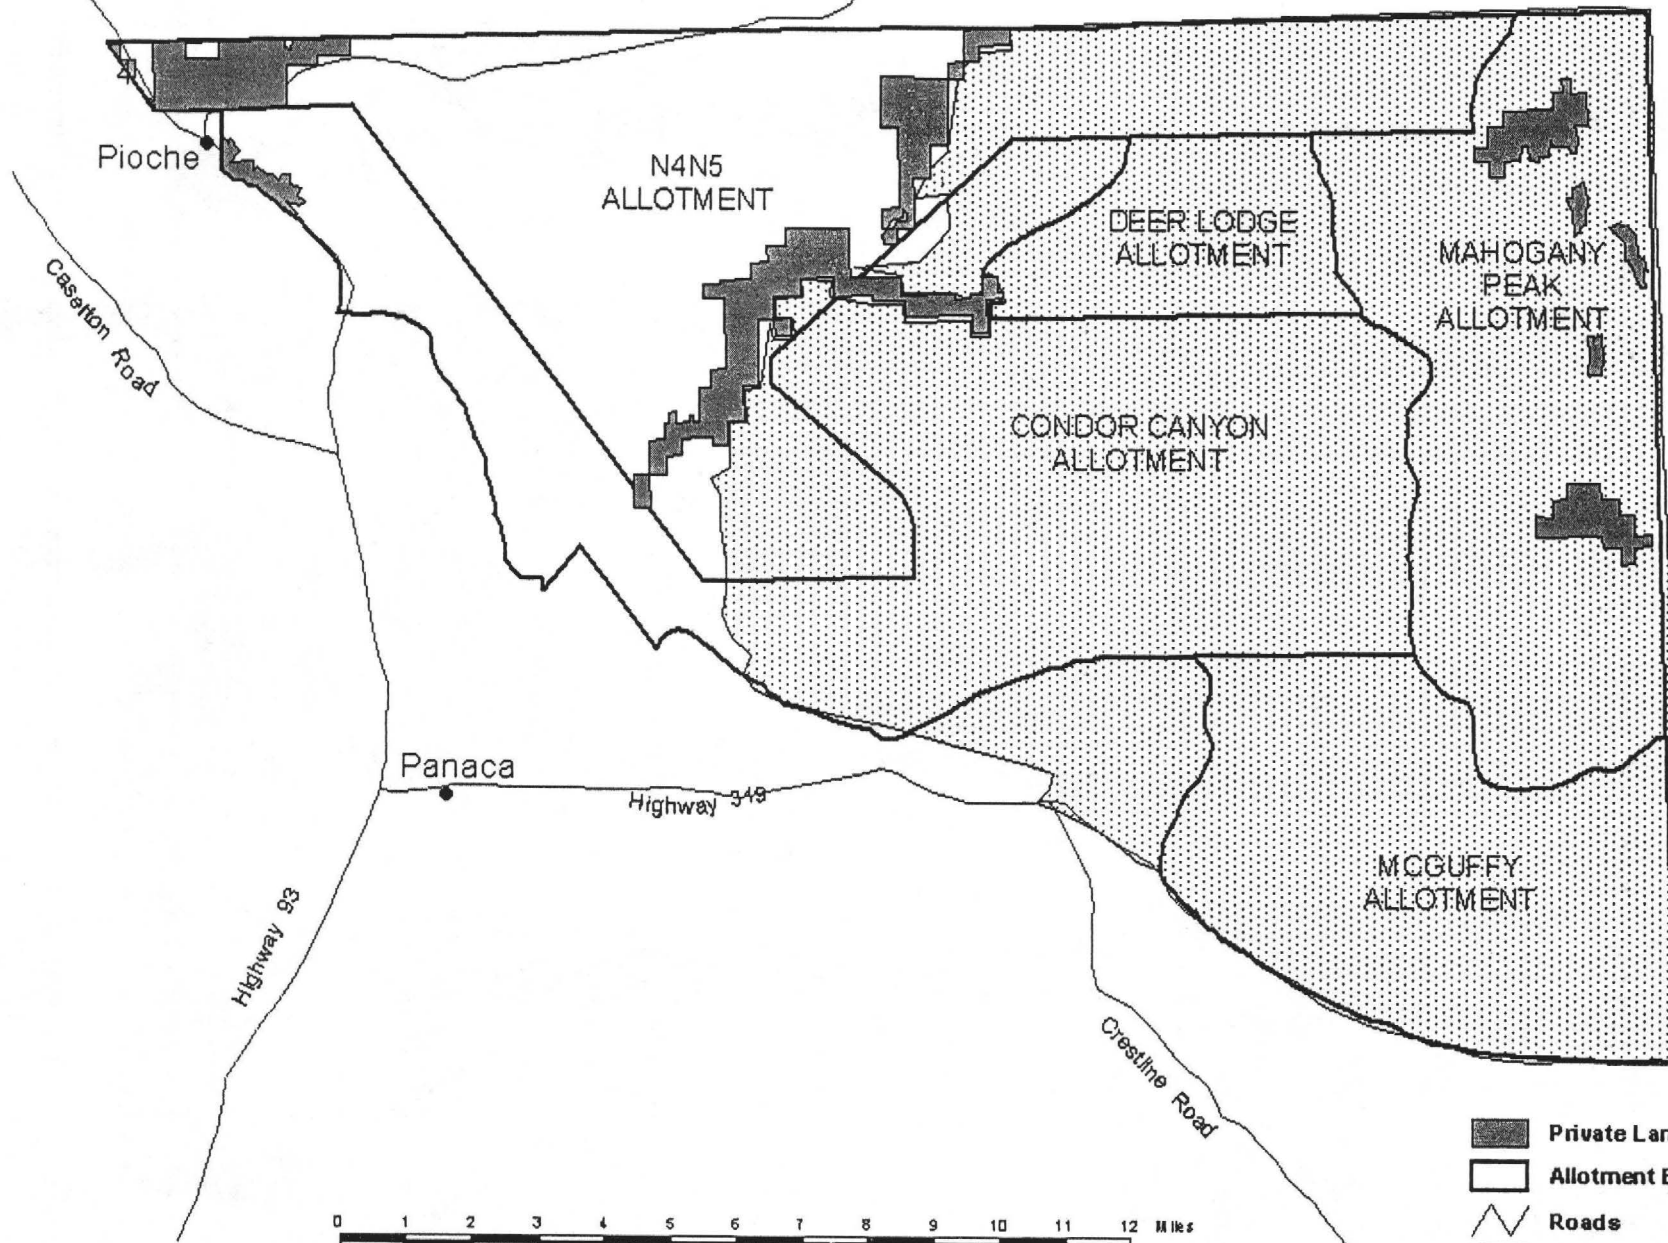 Pioche
N4N5
ALLOTMENT
DEER LODGE
ALLOTMENT
MAHOGANY
PEAK
ALLOTMENT
Caselton Road
CONDOR CANYON
ALLOTMENT
Panaca
Highway 319
MCGUFFY
ALLOTMENT
Highway 93
Crestline Road
Private Lan
Allotment B
Roads
0 1 2 3 4 5 6 7 8 9 10 11 12 Miles